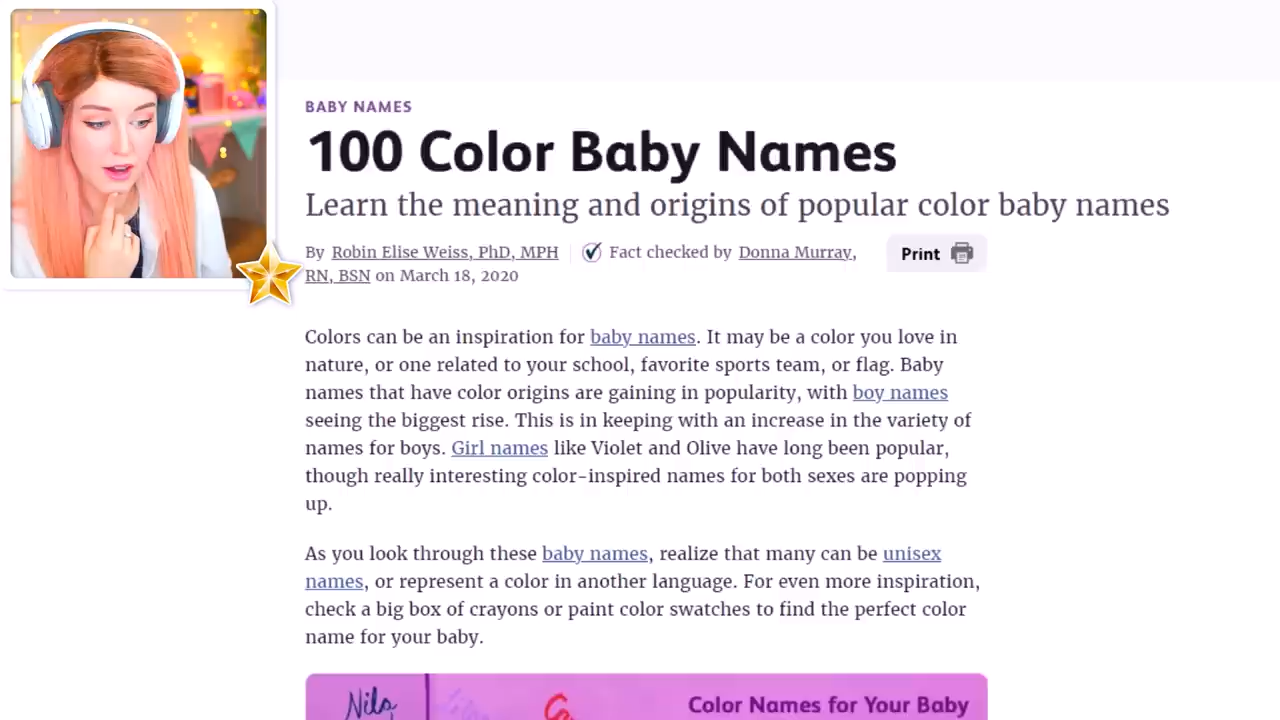 BABY NAMES
100 Color Baby Names
Learn the meaning and origins of popular color baby names
By Robin Elise Weiss, PhD, MPH Fact checked by Donna Murray,
RN, BSN on March 18, 2020
Print
Colors can be an inspiration for baby names. It may be a color you love in
nature, or one related to your school, favorite sports team, or flag. Baby
names that have color origins are gaining in popularity, with boy names
seeing the biggest rise. This is in keeping with an increase in the variety of
names for boys. Girl names like Violet and Olive have long been popular,
though really interesting color-inspired names for both sexes are popping
up.
As you look through these baby names, realize that many can be unisex
names, or represent a color in another language. For even more inspiration,
check a big box of crayons or paint color swatches to find the perfect color
name for your baby.
Color Names for Your Baby